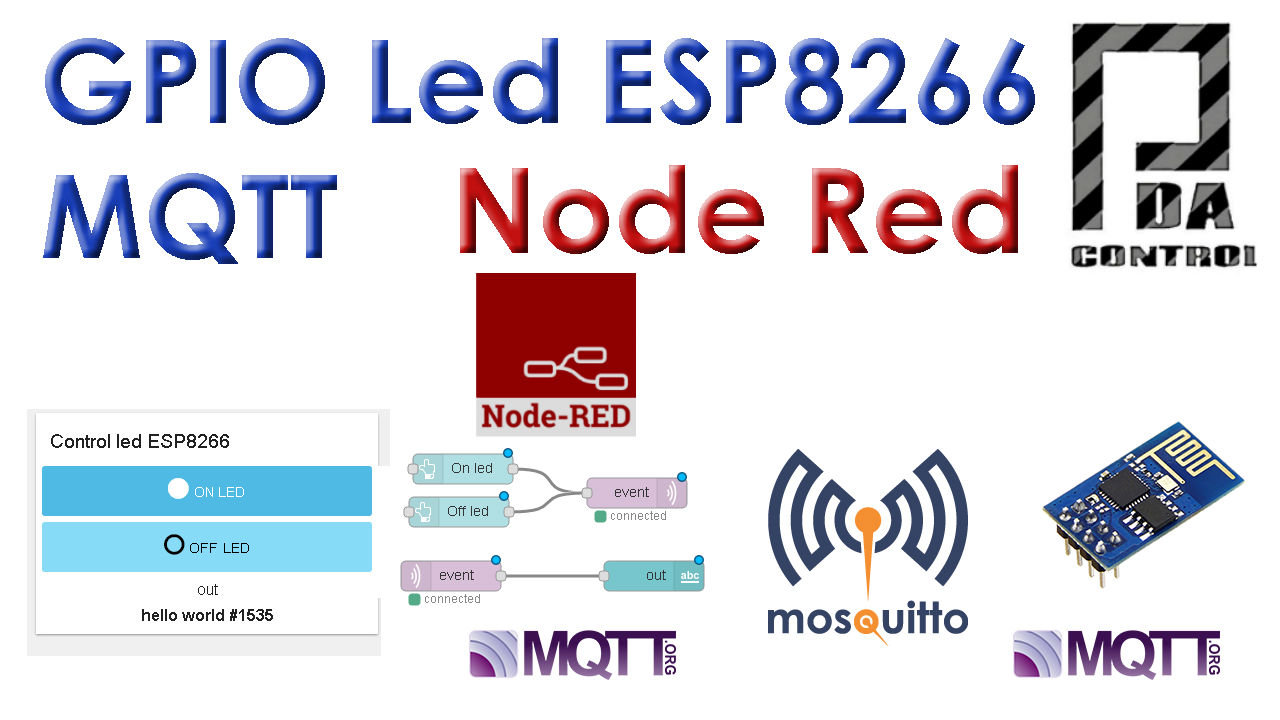 GPIO Led ESP8266
MQTT Node Red
PDA
CONTROL
Node-RED
Control led ESP8266
ON LED
OFF LED
out
hello world #1535
On led
Off led
event
connected
event
out
abc
connected
mosquitto
MQTT.ORG
MQTT.ORG